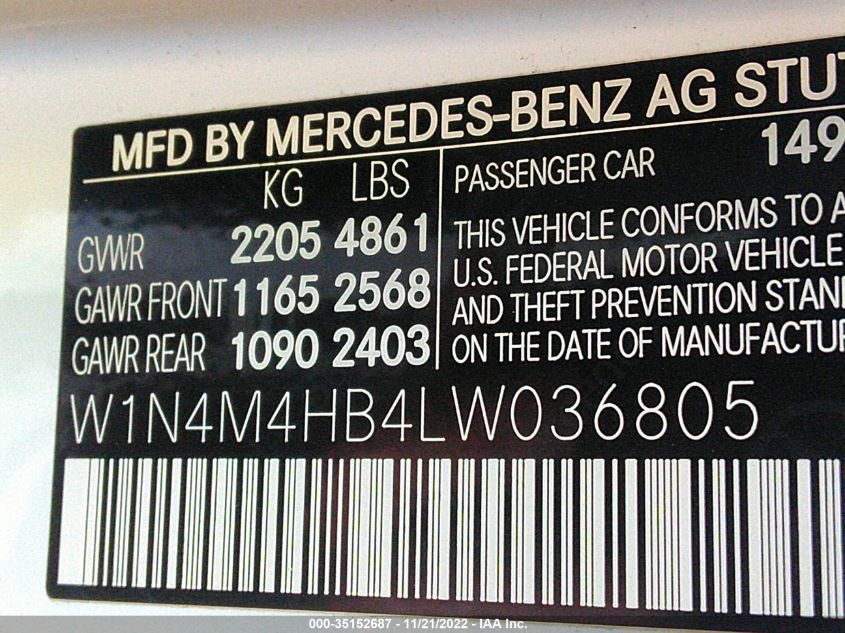 MFD BY MERCEDES-BENZ AG STUT
KG LBS
GVWR 2205 4861
GAWR FRONT 1165 2568
GAWR REAR 1090 2403
PASSENGER CAR 149
THIS VEHICLE CONFORMS TO A
U.S. FEDERAL MOTOR VEHICLE
AND THEFT PREVENTION STAN
ON THE DATE OF MANUFACTUR
W1N4M4HB4LW036805
000-35152687 - 11/21/2022 - IAA Inc.